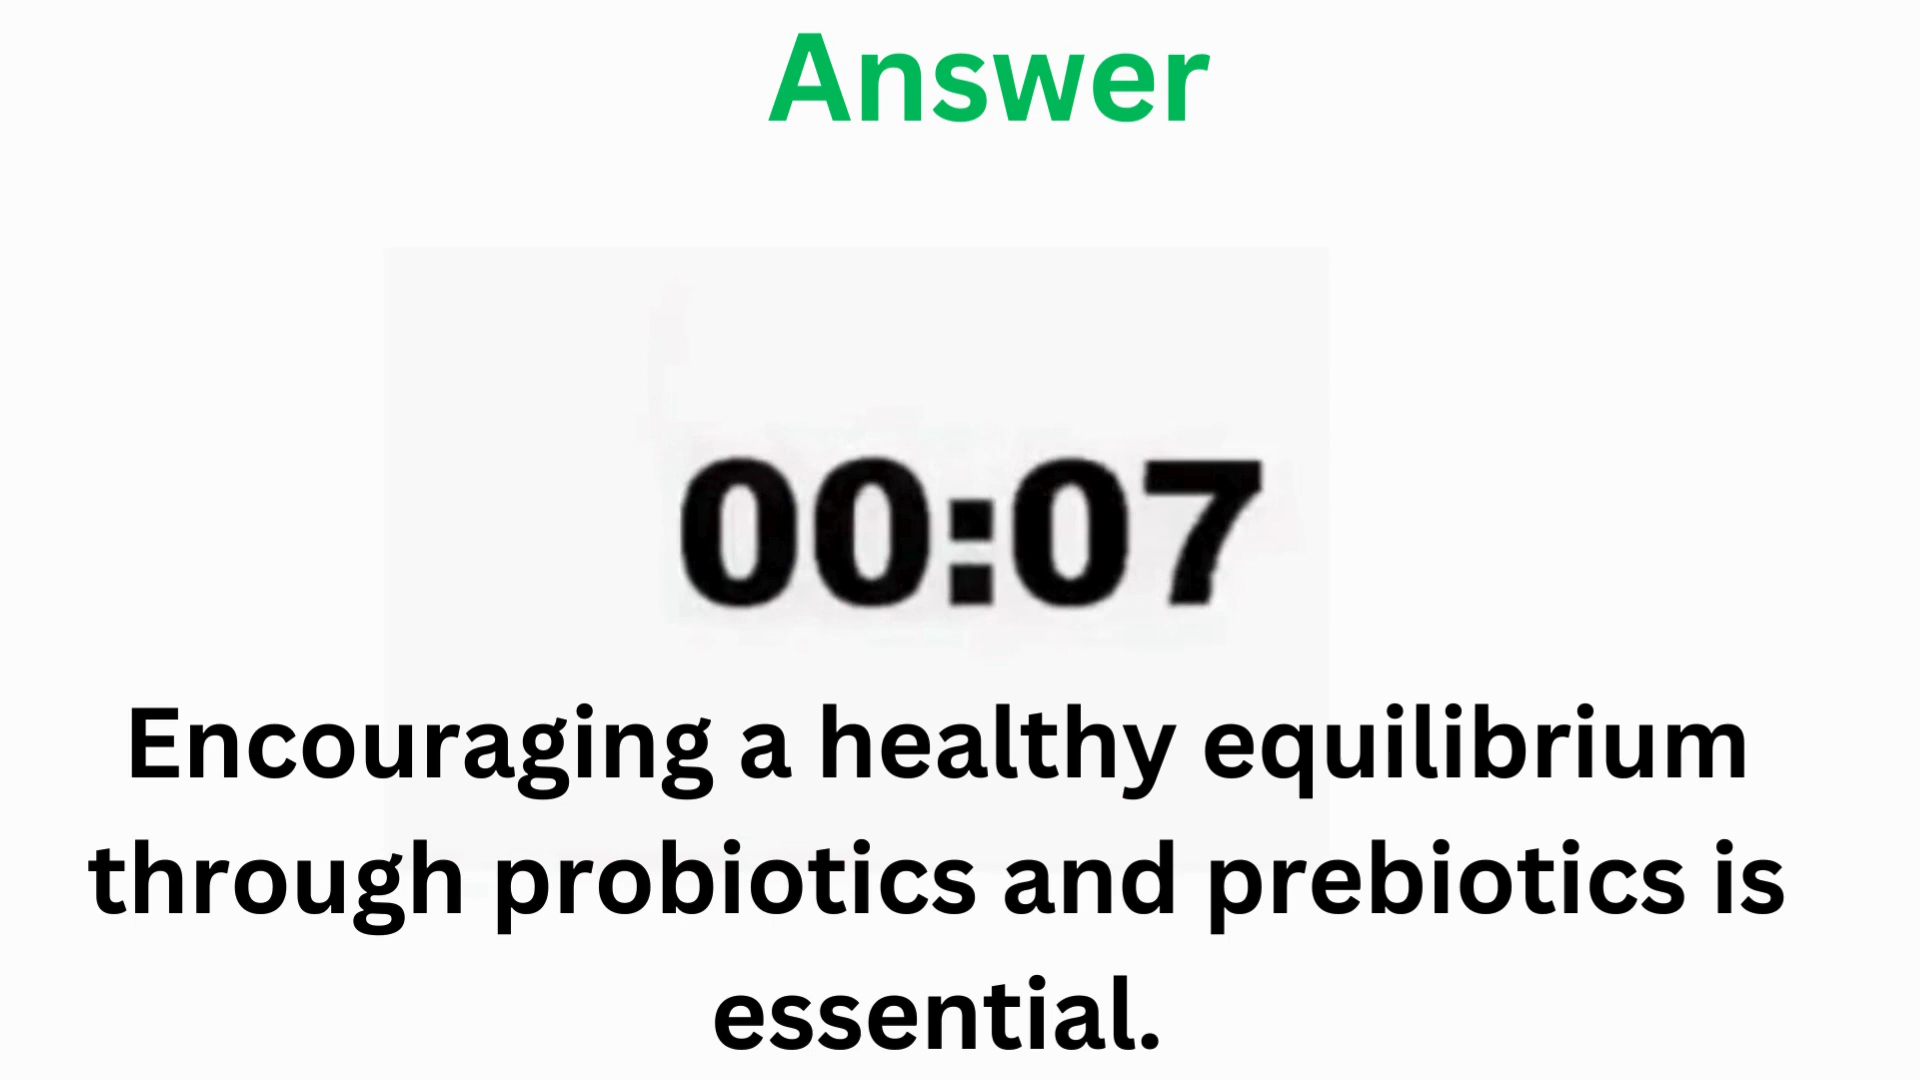 Answer
00:07
Encouraging a healthy equilibrium
through probiotics and prebiotics is
essential.